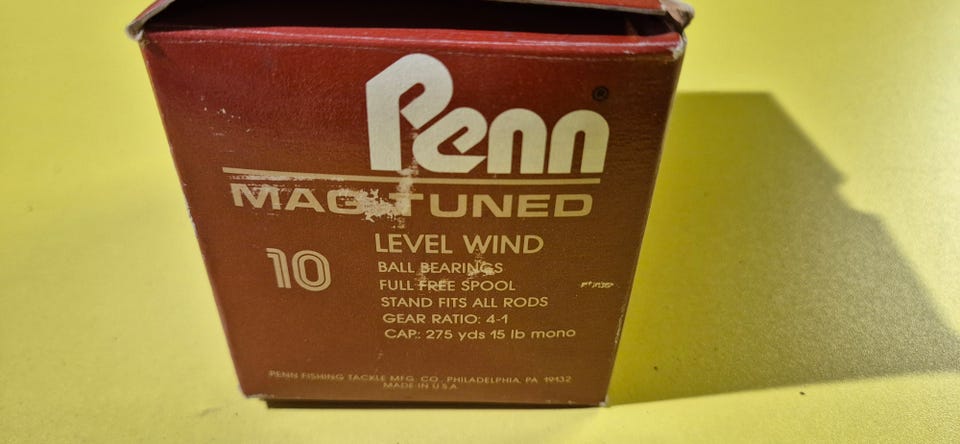 Penn®
MAG-TUNED
10
LEVEL WIND
BALL BEARINGS
FULL FREE SPOOL
STAND FITS ALL RODS
GEAR RATIO: 4-1
CAP: 275 yds 15 lb mono
PENN FISHING TACKLE MFG. CO., PHILADELPHIA, PA 19132
MADE IN U.S.A.